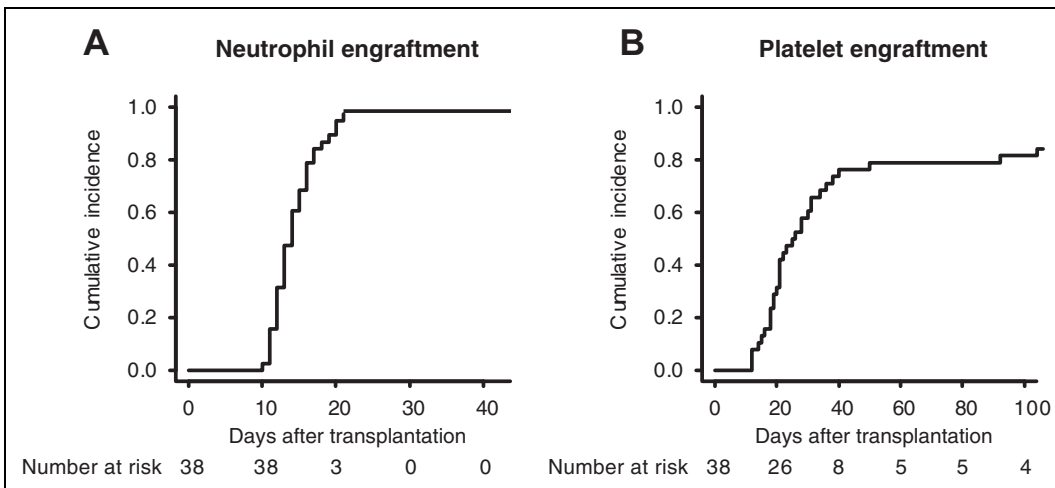 A Neutrophil engraftment
Cumulative incidence
1.0
0.8
0.6
0.4
0.2
0.0
0 10 20 30 40
Days after transplantation
Number at risk 38 38 3 0 0
B Platelet engraftment
Cumulative incidence
1.0
0.8
0.6
0.4
0.2
0.0
0 20 40 60 80 100
Days after transplantation
Number at risk 38 26 8 5 5 4